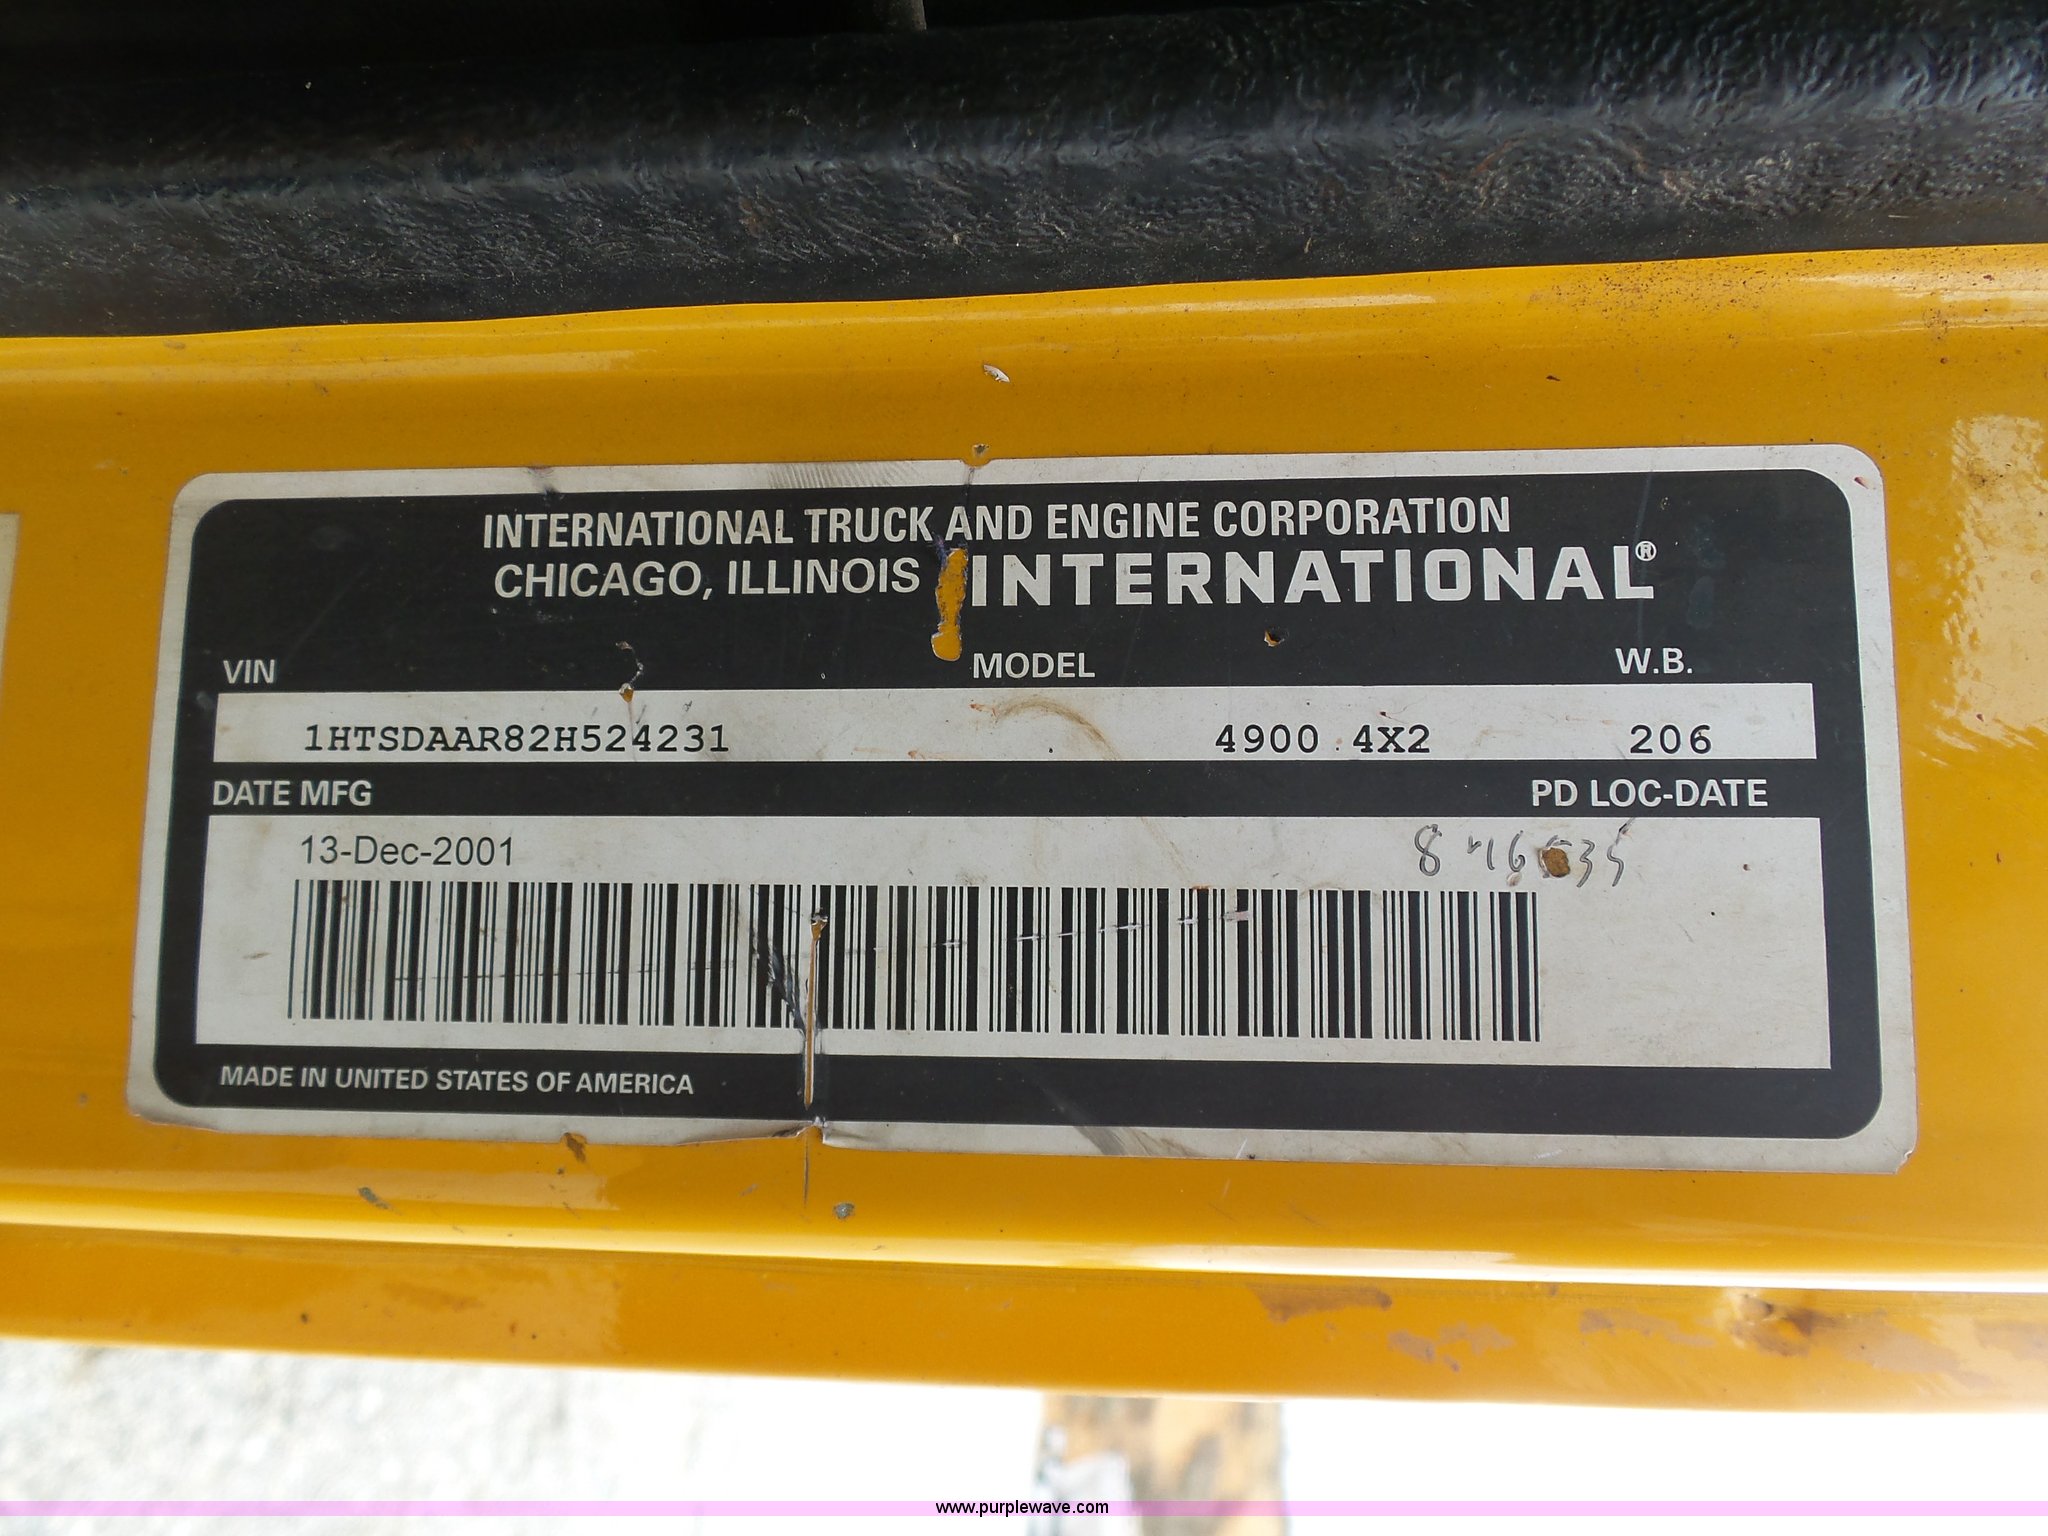 INTERNATIONAL TRUCK AND ENGINE CORPORATION
CHICAGO, ILLINOIS INTERNATIONAL®
VIN MODEL W.B.
1HTSDAAR82H524231 4900 4X2 206
DATE MFG PD LOC-DATE
13-Dec-2001
MADE IN UNITED STATES OF AMERICA
www.purplewave.com